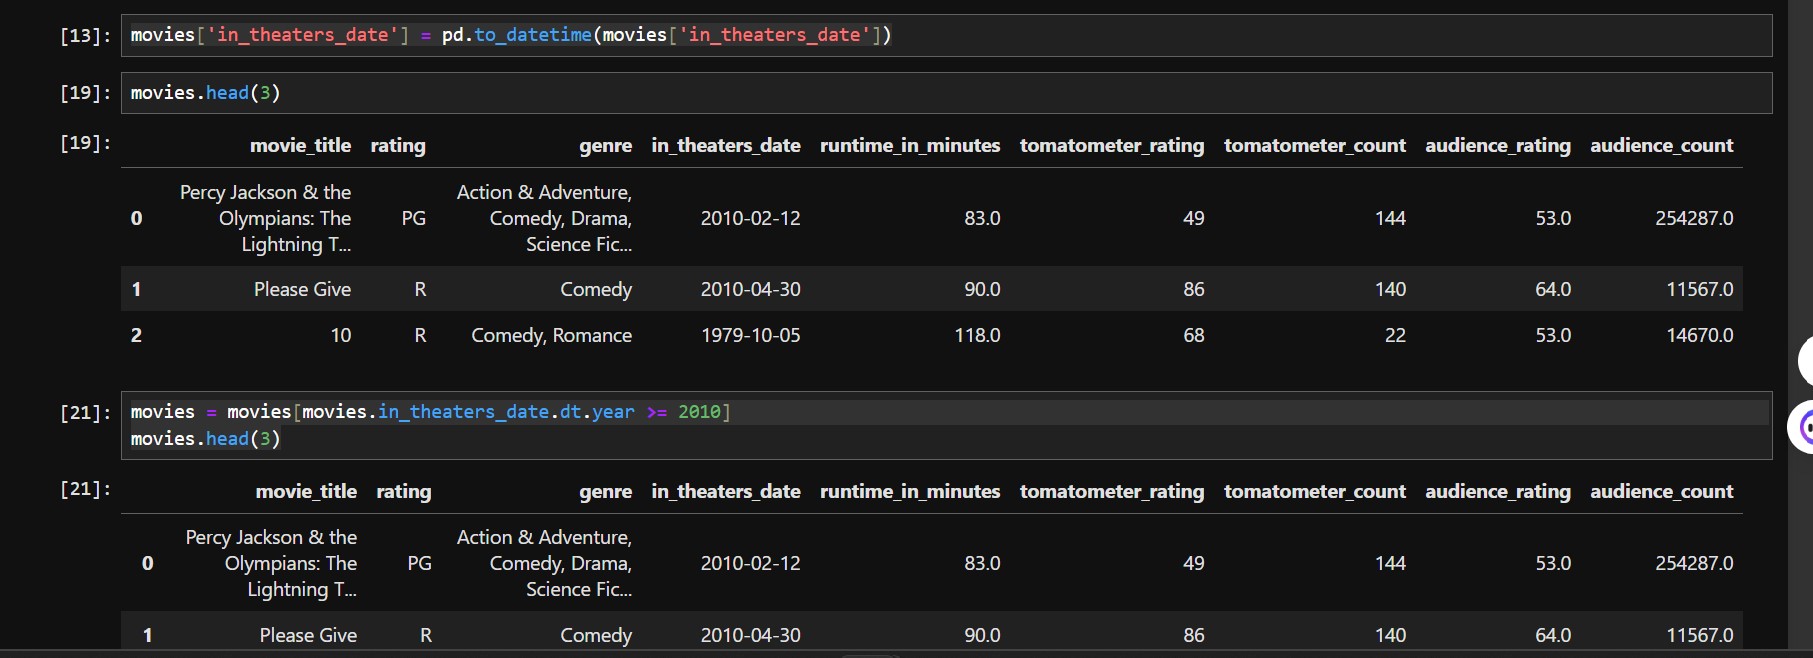 [13]: movies['in_theaters_date'] = pd.to_datetime(movies['in_theaters_date'])
[19]: movies.head(3)
[19]: movie_title rating genre in_theaters_date runtime_in_minutes tomatometer_rating tomatometer_count audience_rating audience_count
Percy Jackson & the Action & Adventure,
0 Olympians: The PG Comedy, Drama, 2010-02-12 83.0 49 144 53.0 254287.0
Lightning T... Science Fic...
1 Please Give R Comedy 2010-04-30 90.0 86 140 64.0 11567.0
2 10 R Comedy, Romance 1979-10-05 118.0 68 22 53.0 14670.0
[21]: movies = movies[movies.in_theaters_date.dt.year >= 2010]
movies.head(3)
[21]: movie_title rating genre in_theaters_date runtime_in_minutes tomatometer_rating tomatometer_count audience_rating audience_count
Percy Jackson & the Action & Adventure,
0 Olympians: The PG Comedy, Drama, 2010-02-12 83.0 49 144 53.0 254287.0
Lightning T... Science Fic...
1 Please Give R Comedy 2010-04-30 90.0 86 140 64.0 11567.0